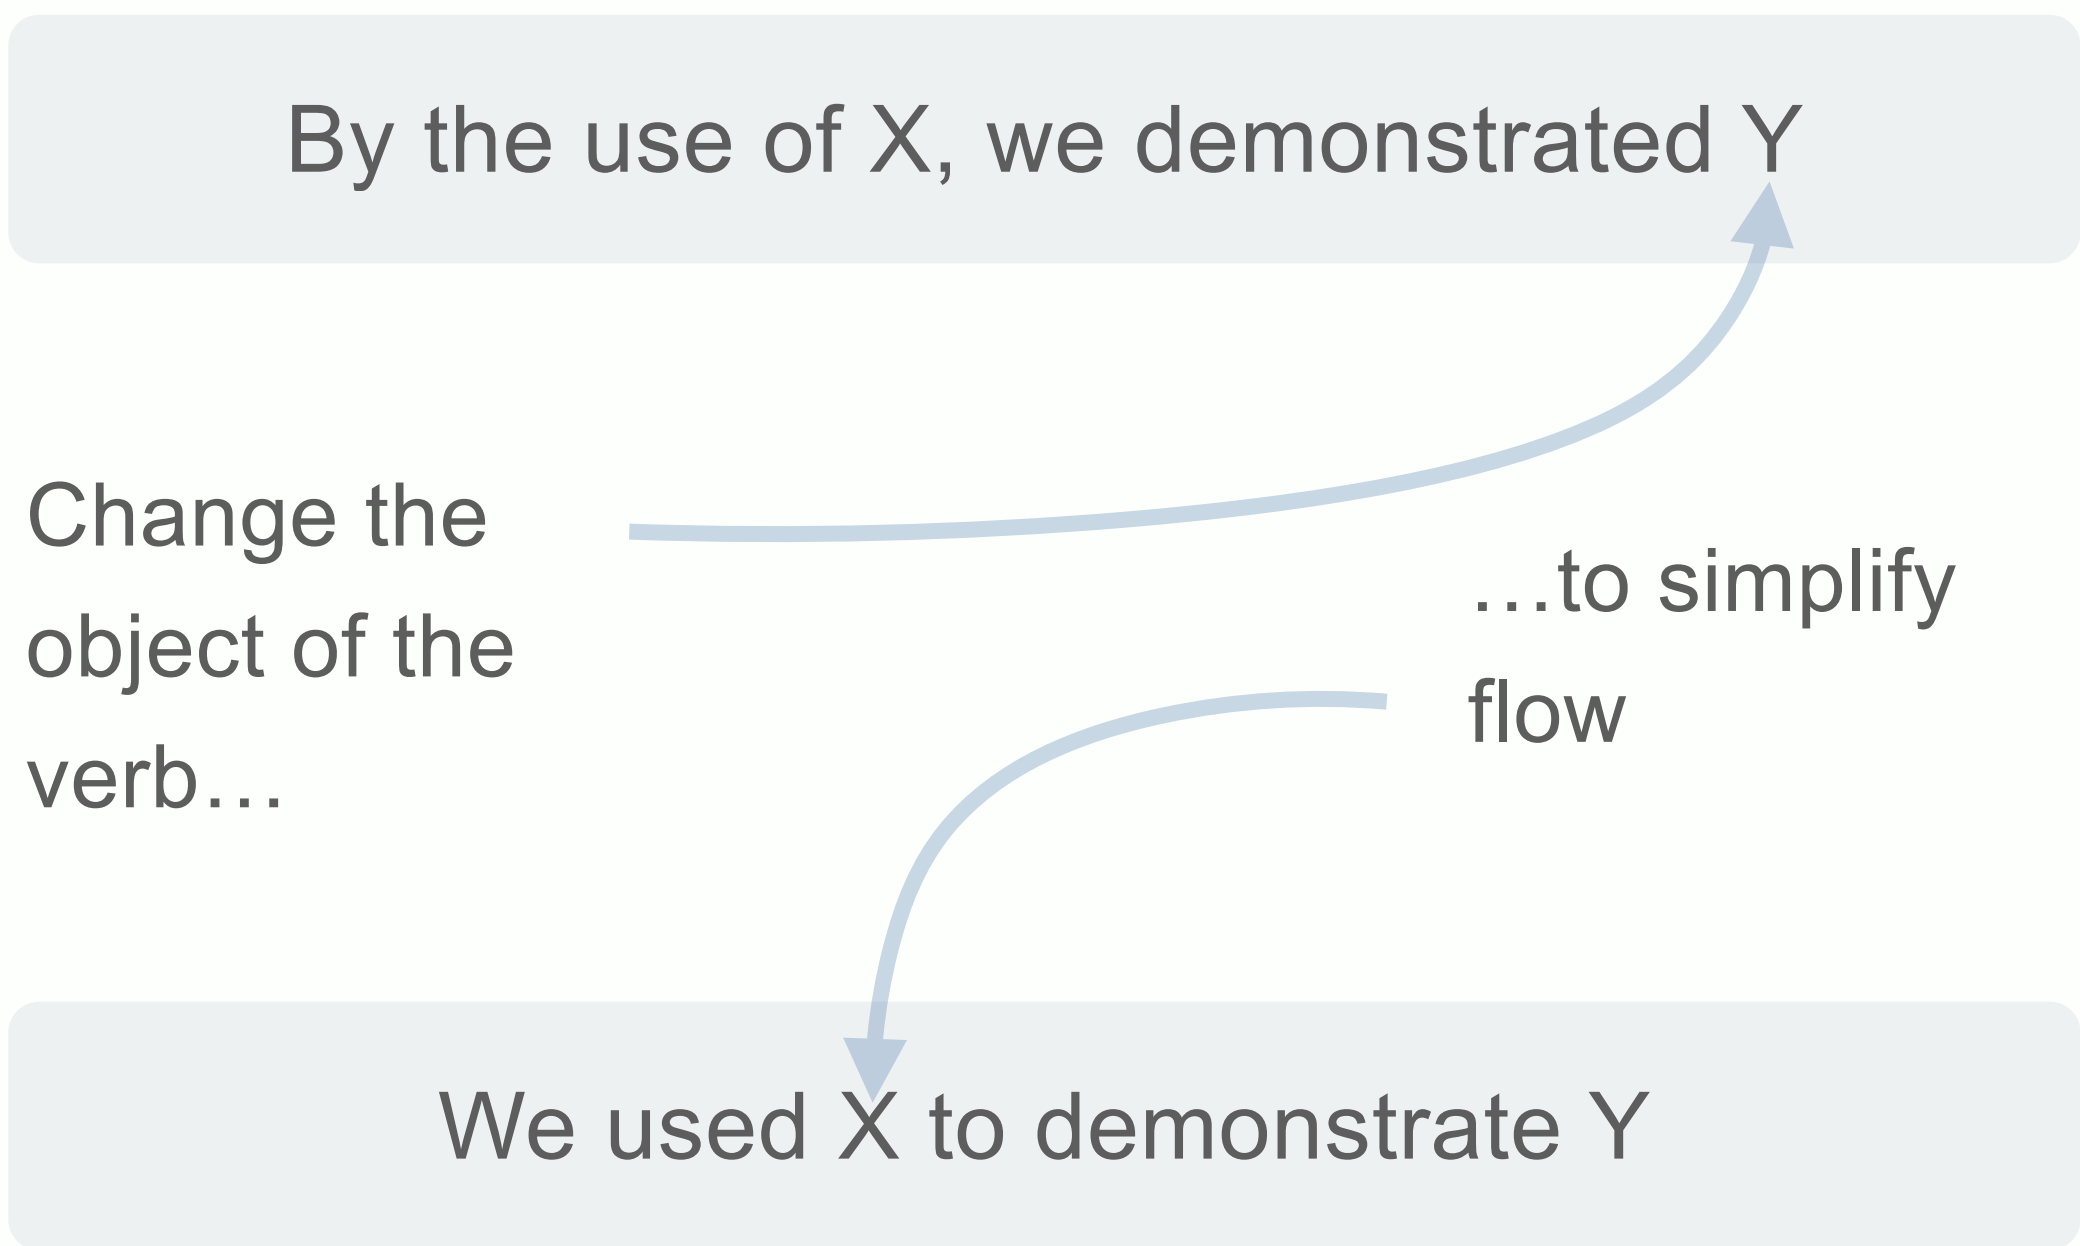 By the use of X, we demonstrated Y
Change the
object of the
verb…
…to simplify
flow
We used X to demonstrate Y